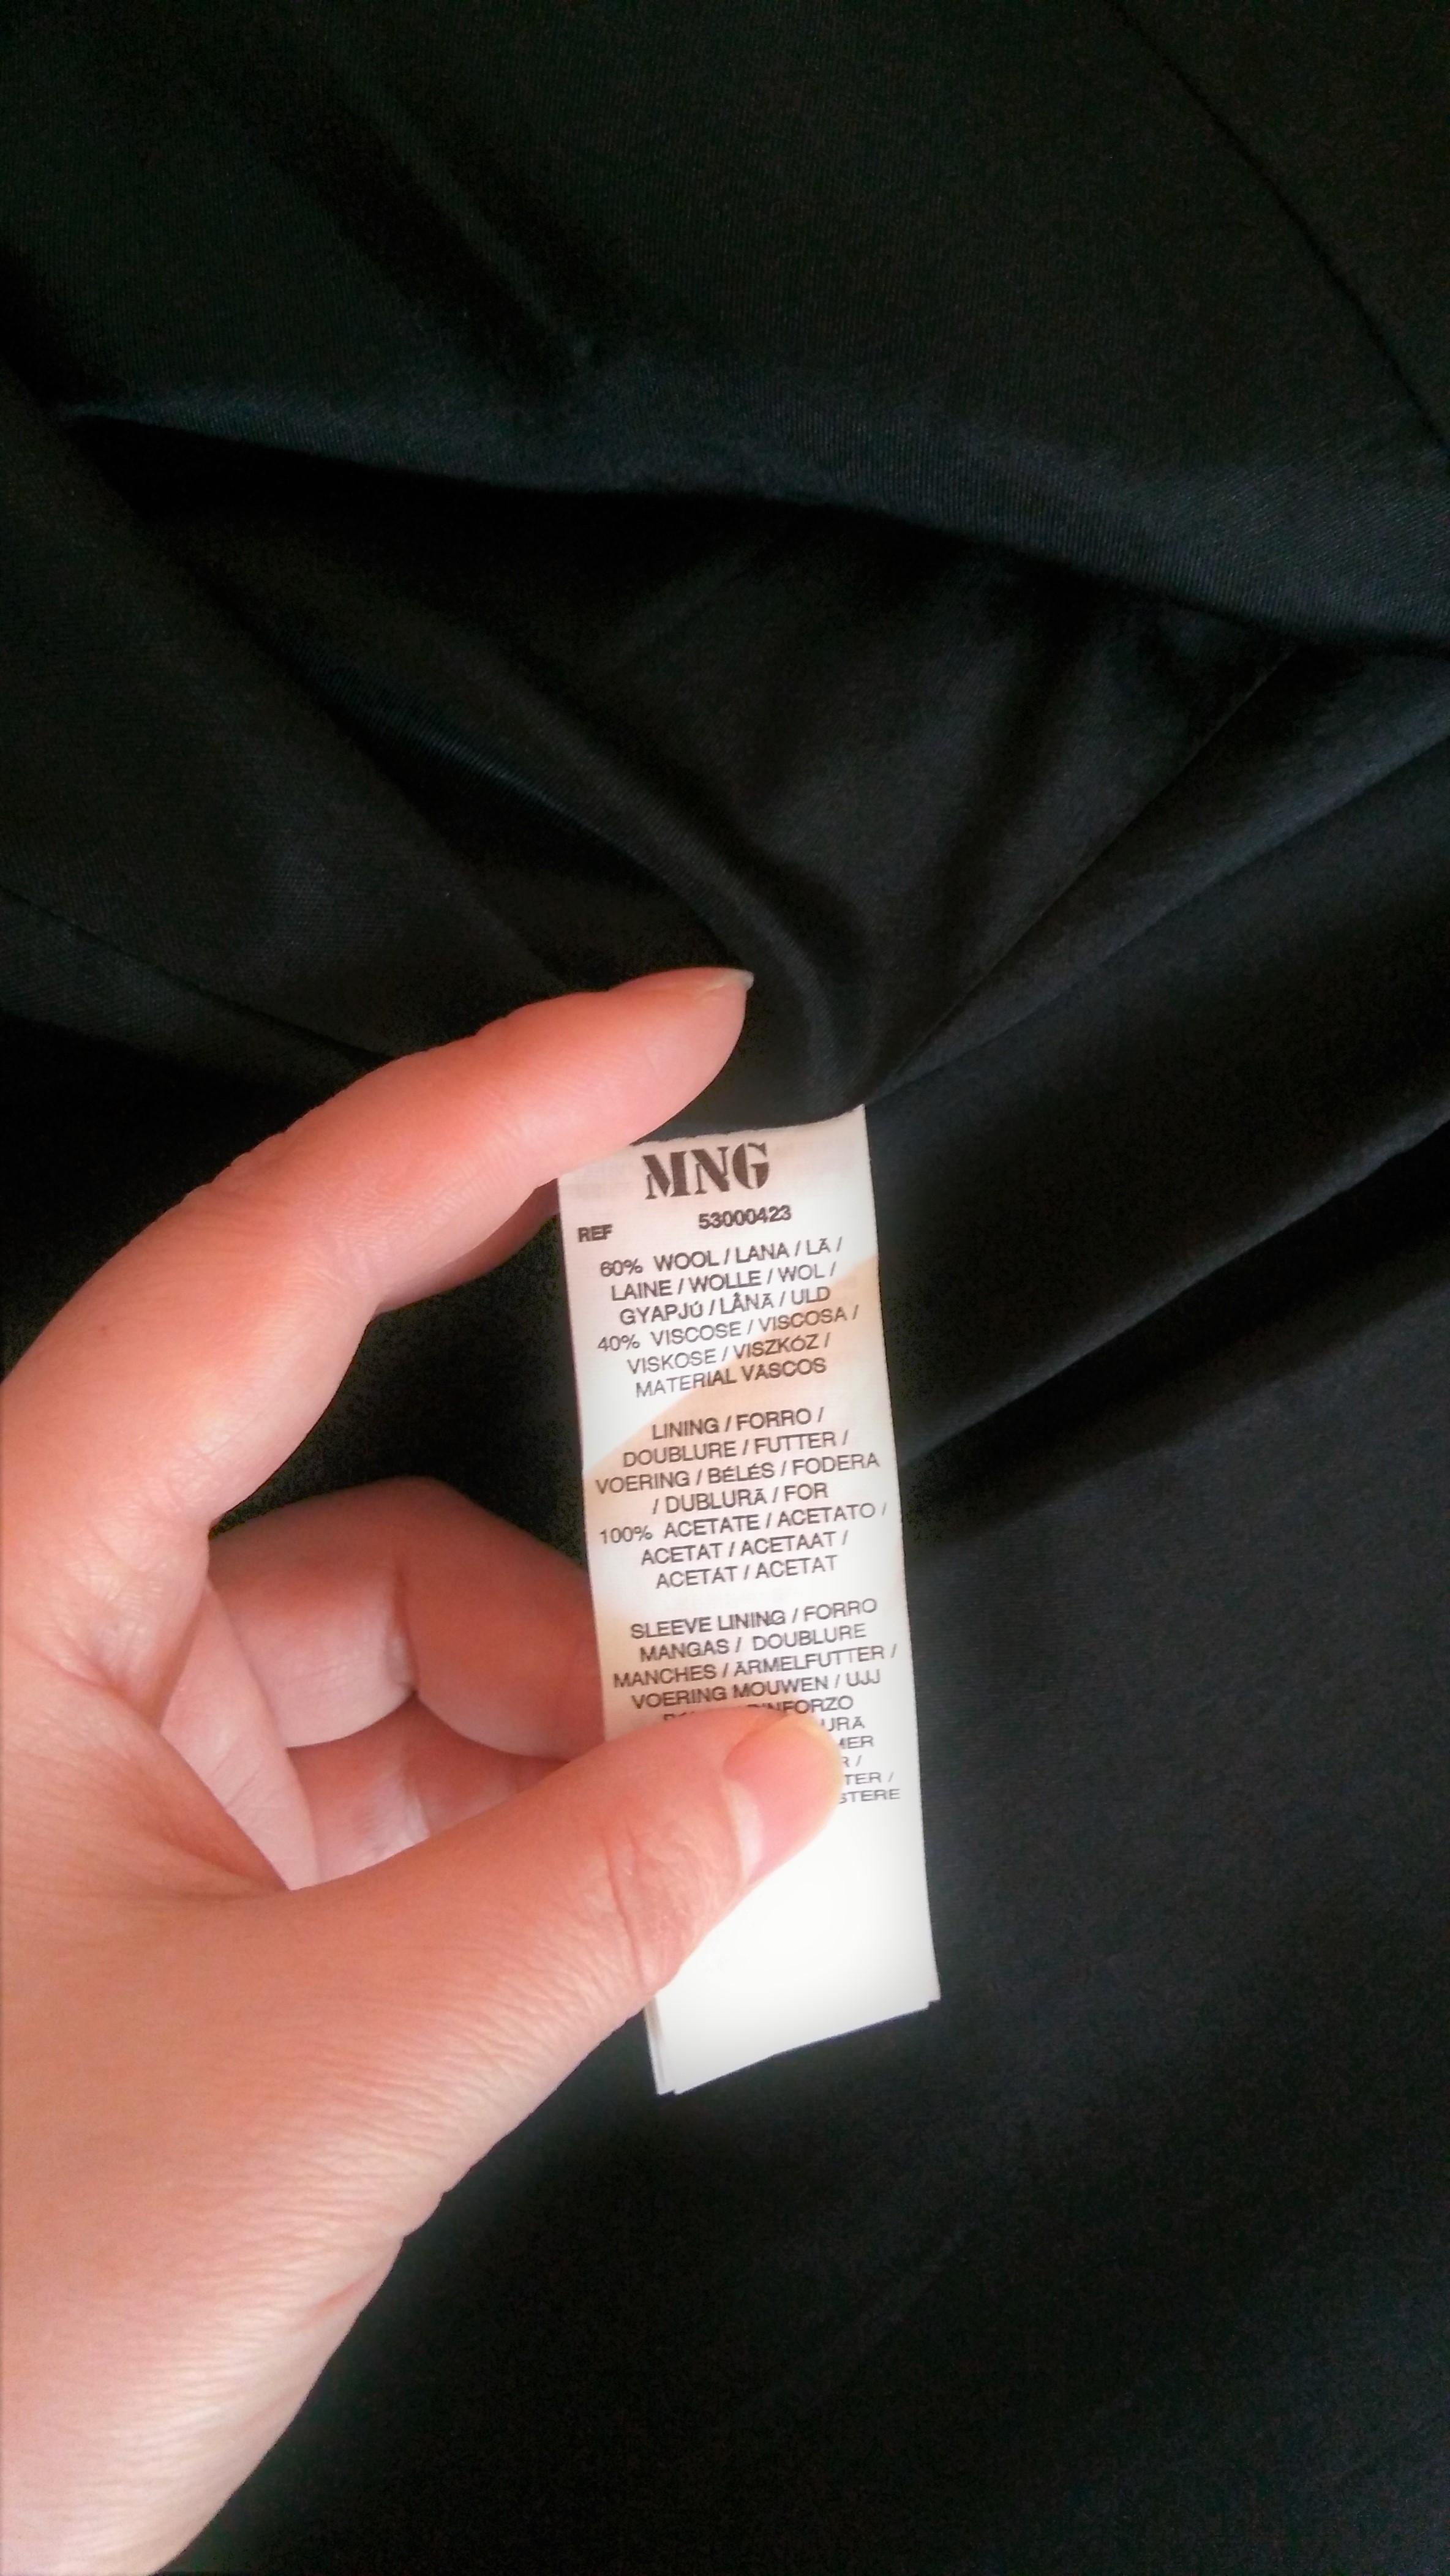 MNG
REF 53000423
60% WOOL / LANA / LÃ /
LAINE / WOLLE / WOL /
GYAPJÚ / LÂNĂ / ULD
40% VISCOSE / VISCOSA /
VISKOSE / VISZKÓZ /
MATERIAL VÂSCOS
LINING / FORRO /
DOUBLURE / FUTTER /
VOERING / BÉLÉS / FODERA
/ DUBLURĂ / FOR
100% ACETATE / ACETATO /
ACETAT / ACETAAT /
ACETÁT / ACETAT
SLEEVE LINING / FORRO
MANGAS / DOUBLURE
MANCHES / ÄRMELFUTTER /
VOERING MOUWEN / UJJ